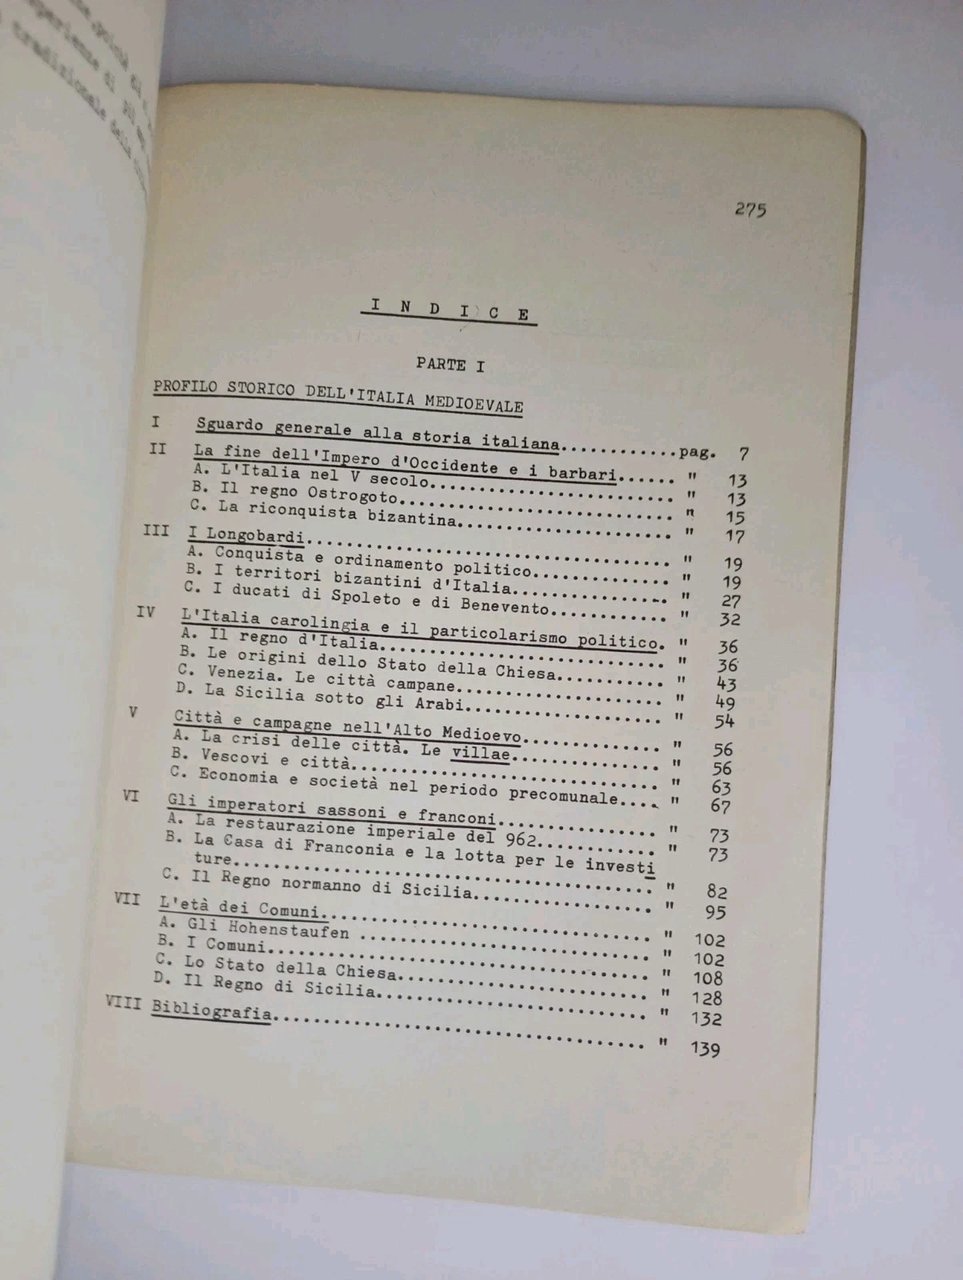 esperienze di più
tradizionale della
275
I N D I C E
PARTE I
PROFILO STORICO DELL'ITALIA MEDIOEVALE
I Sguardo generale alla storia italiana............pag. 7
II La fine dell'Impero d'Occidente e i barbari...... " 13
A. L'Italia nel V secolo........................ " 13
B. Il regno Ostrogoto........................... " 15
C. La riconquista bizantina..................... " 17
III I Longobardi.................................... " 19
A. Conquista e ordinamento politico............. " 19
B. I territori bizantini d'Italia............... " 27
C. I ducati di Spoleto e di Benevento........... " 32
IV L'Italia carolingia e il particolarismo politico. " 36
A. Il regno d'Italia............................ " 36
B. Le origini dello Stato della Chiesa.......... " 43
C. Venezia. Le città campane.................... " 49
D. La Sicilia sotto gli Arabi................... " 54
V Città e campagne nell'Alto Medioevo.............. " 56
A. La crisi delle città. Le villae.............. " 56
B. Vescovi e città.............................. " 63
C. Economia e società nel periodo precomunale.... " 67
VI Gli imperatori sassoni e franconi............... " 73
A. La restaurazione imperiale del 962........... " 73
B. La Casa di Franconia e la lotta per le investi
ture......................................... " 82
C. Il Regno normanno di Sicilia................. " 95
VII L'età dei Comuni................................ " 102
A. Gli Hohenstaufen ............................ " 102
B. I Comuni..................................... " 108
C. Lo Stato della Chiesa........................ " 128
D. Il Regno di Sicilia.......................... " 132
VIII Bibliografia.................................... " 139